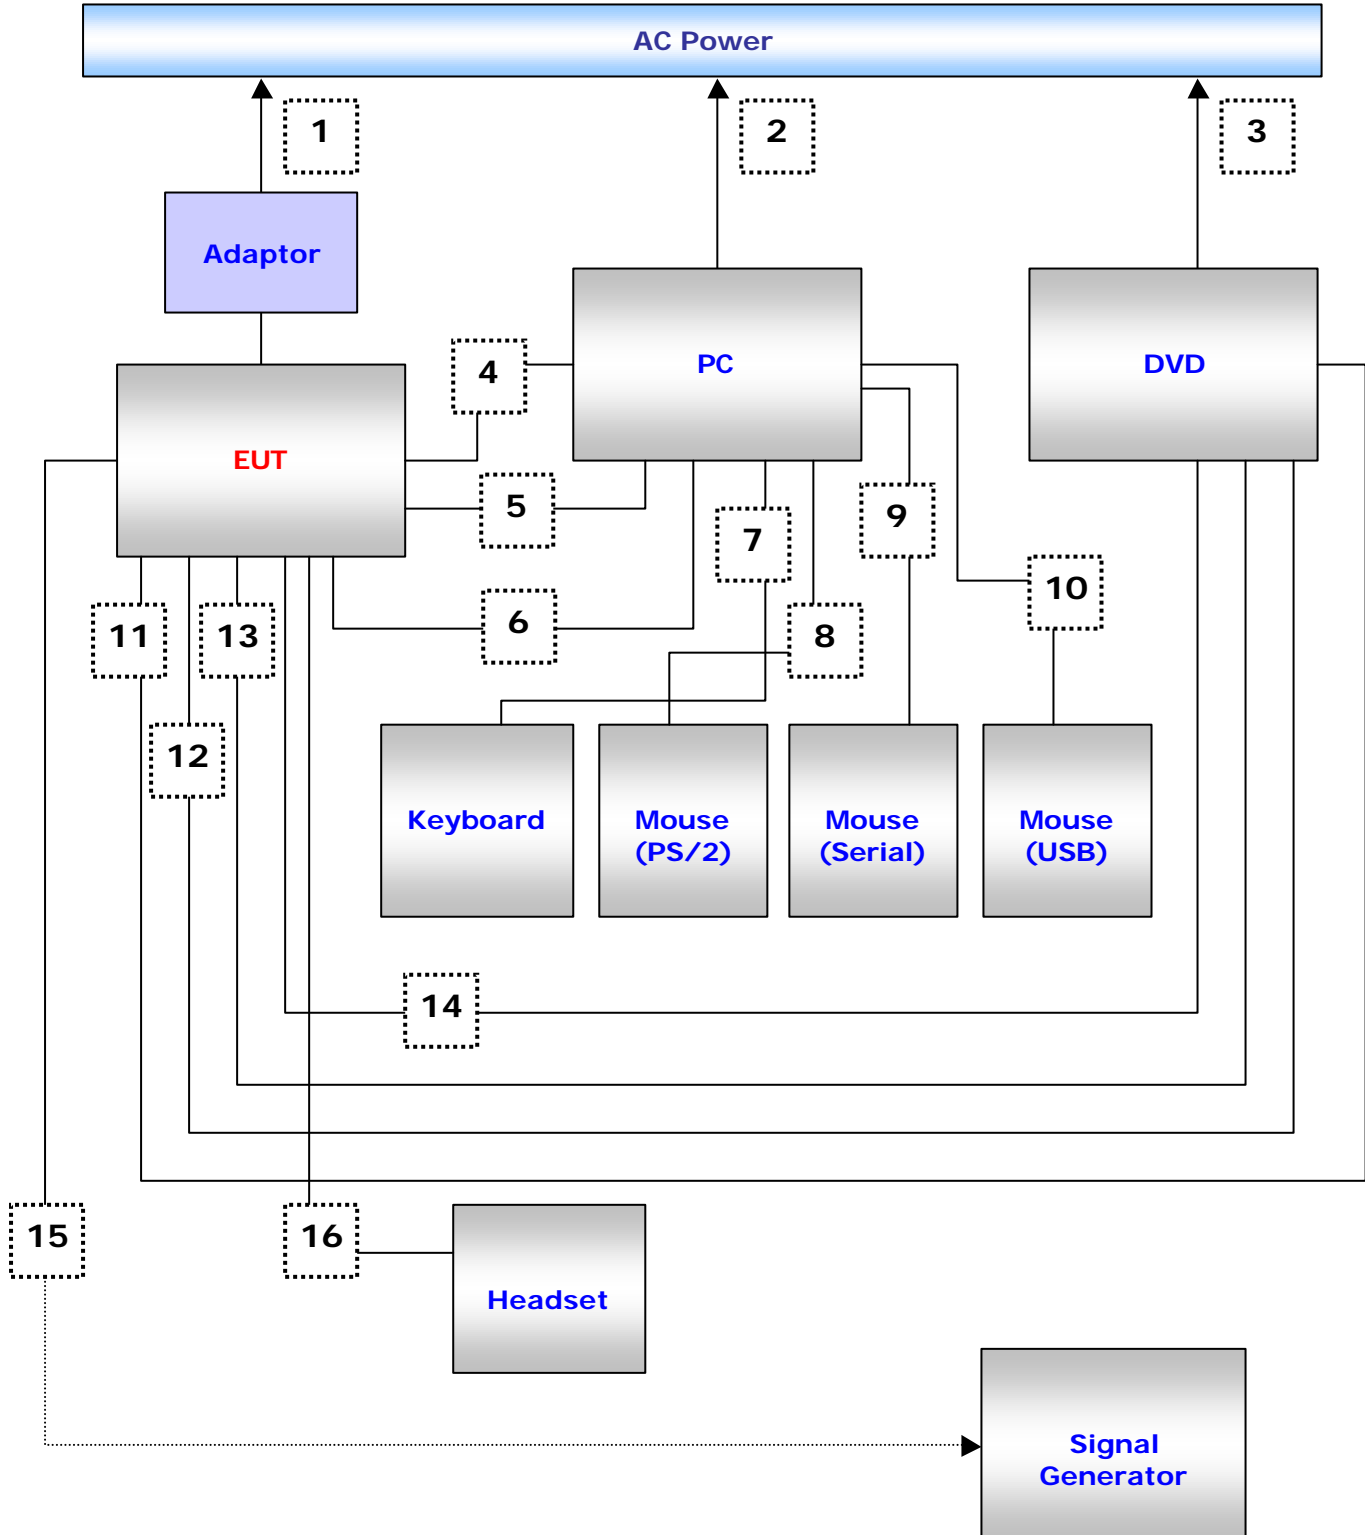 AC Power
1
2
3
Adaptor
PC
DVD
4
EUT
5
9
7
10
11
13
6
8
12
Keyboard
Mouse
(PS/2)
Mouse
(Serial)
Mouse
(USB)
14
15
16
Headset
Signal
Generator